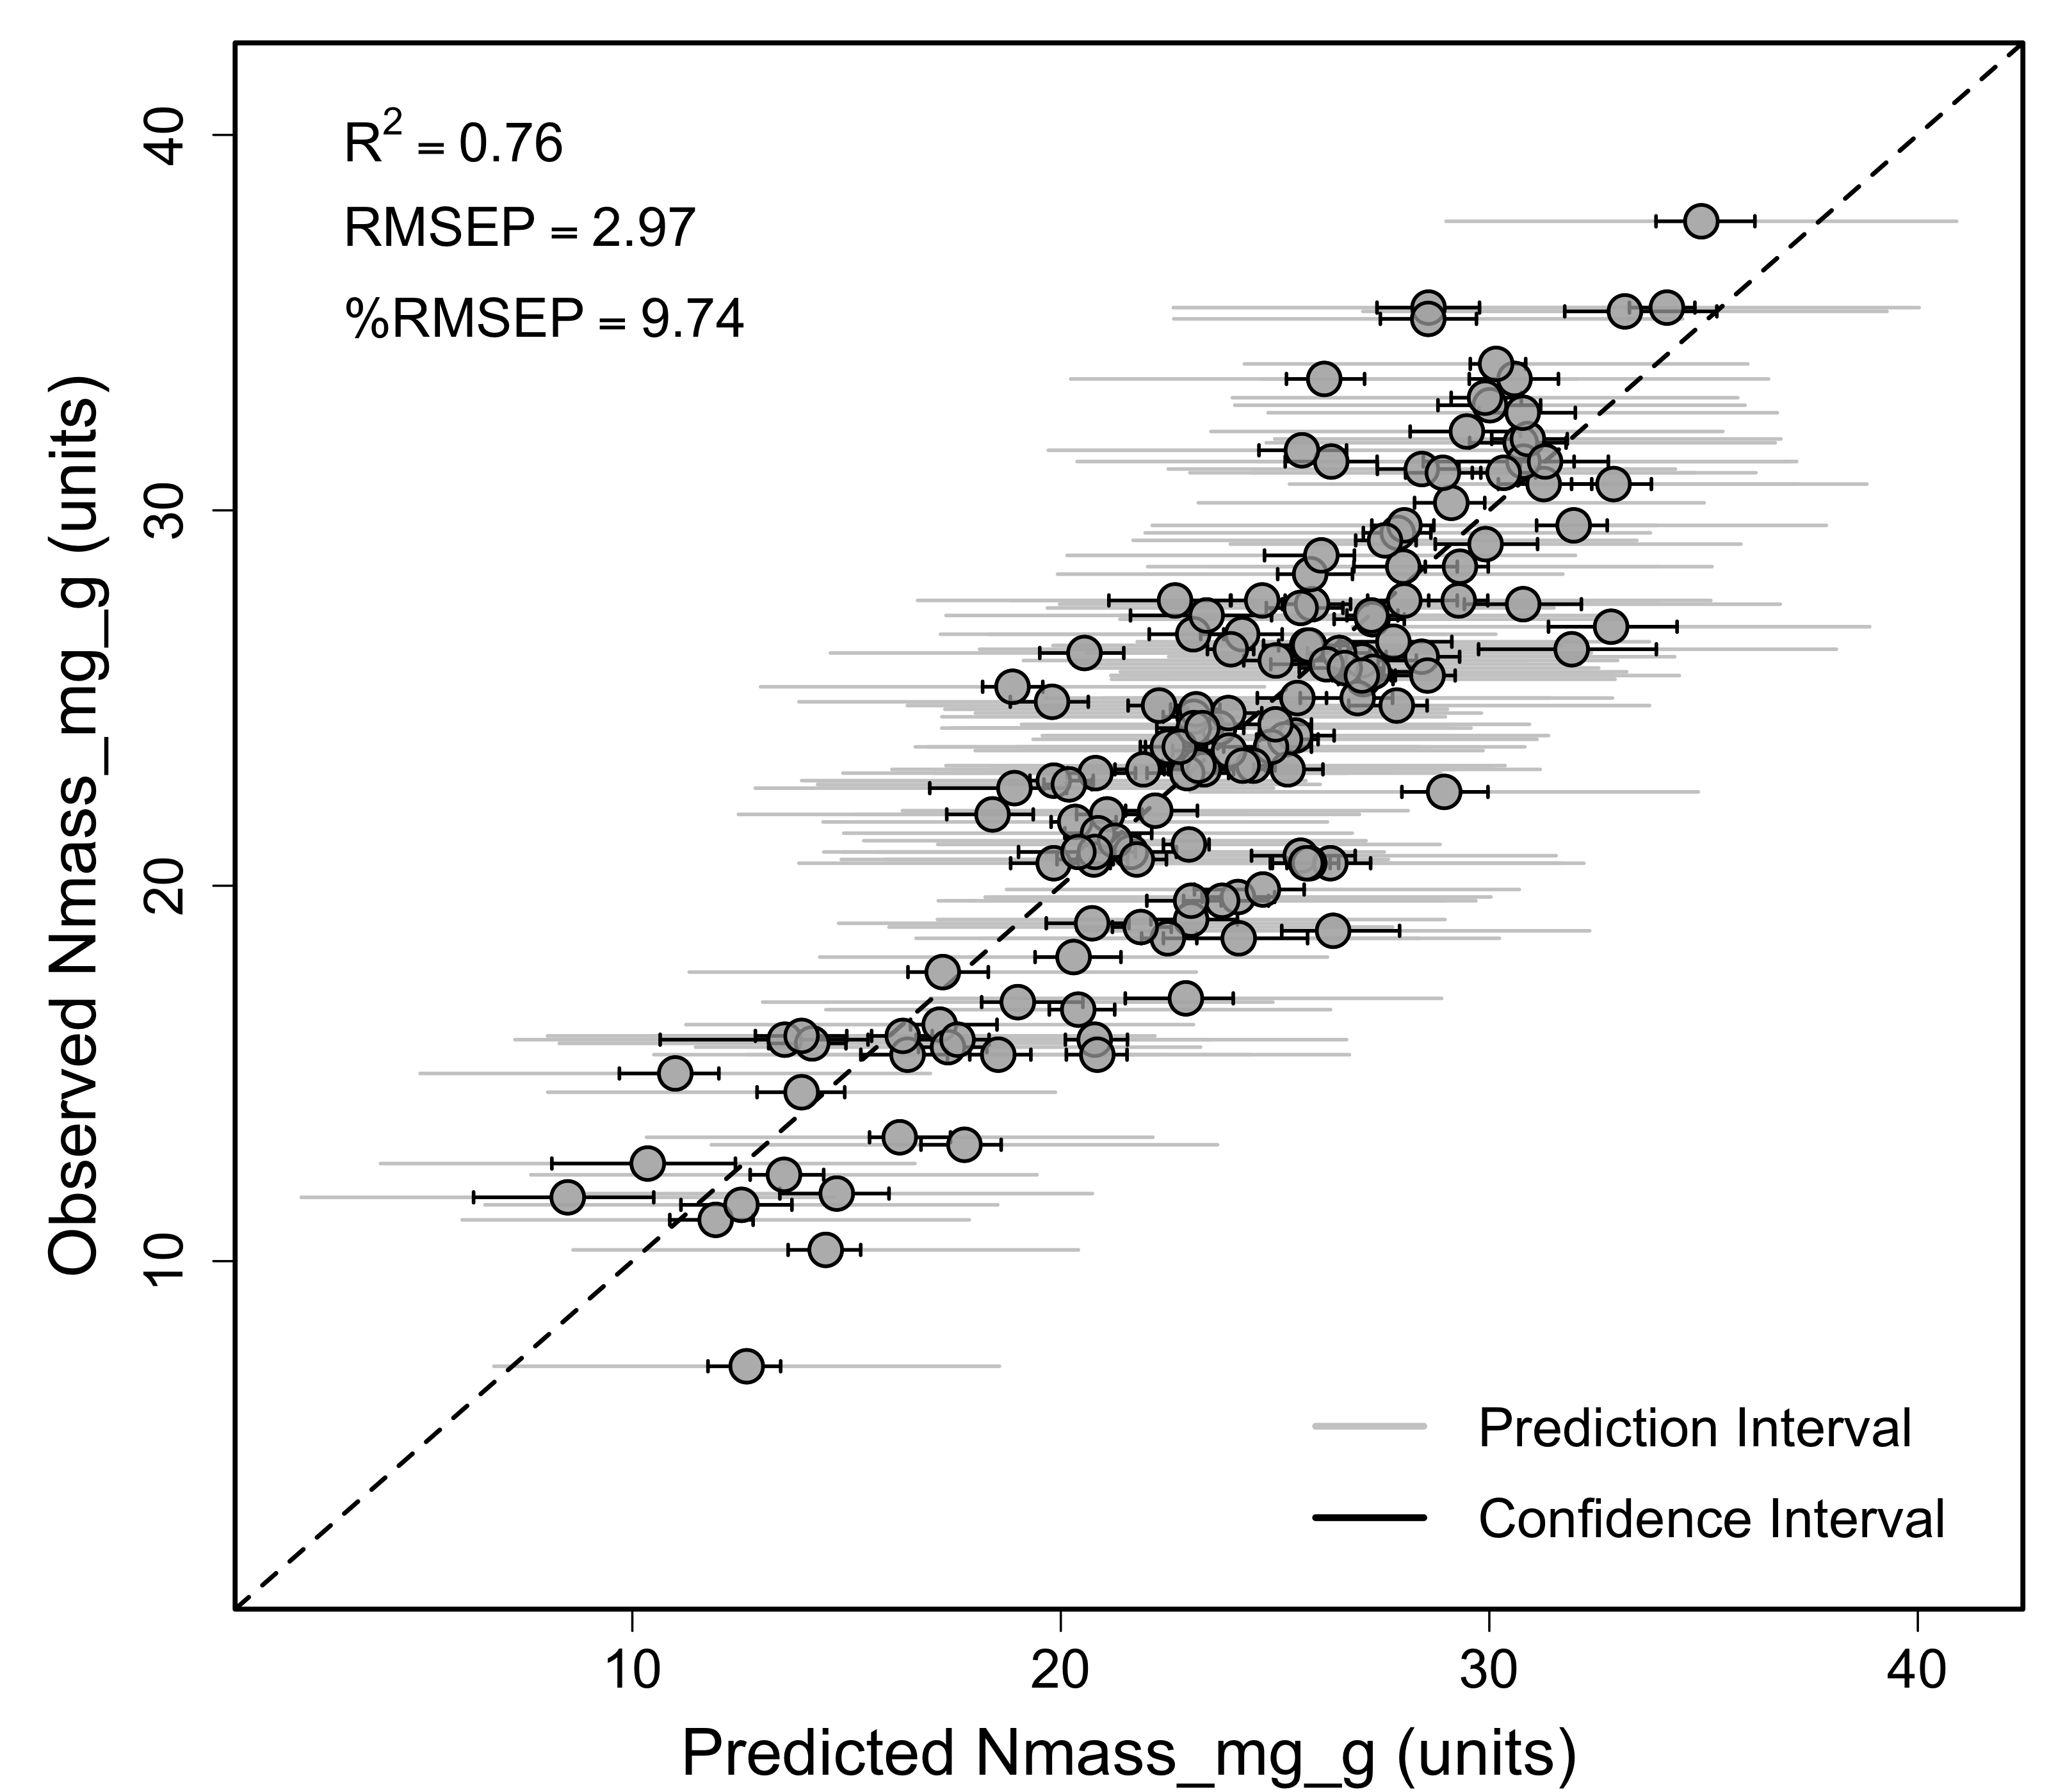 R2 = 0.76
RMSEP = 2.97
%RMSEP = 9.74
40
30
20
10
Observed Nmass_mg_g (units)
Prediction Interval
Confidence Interval
10 20 30 40
Predicted Nmass_mg_g (units)